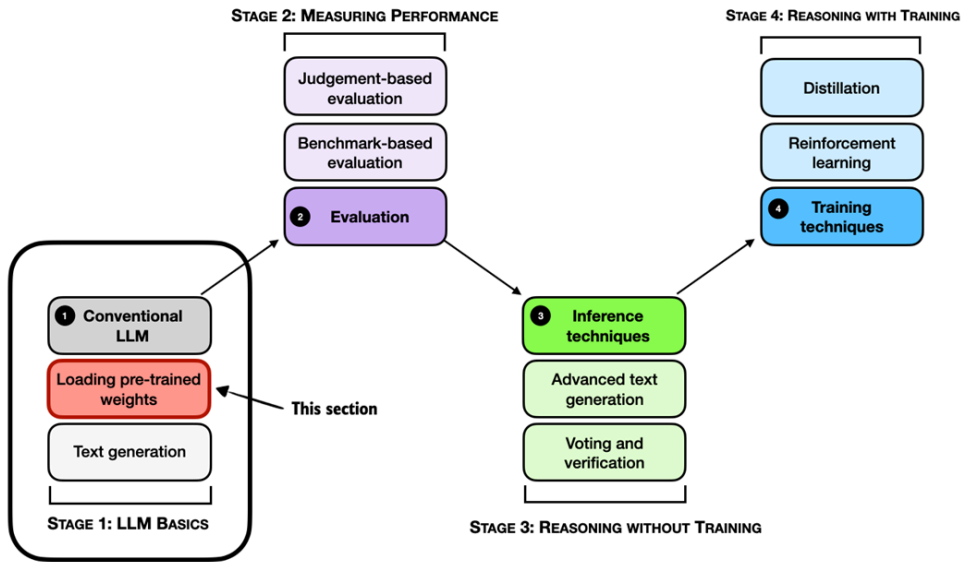 STAGE 2: MEASURING PERFORMANCE
Judgement-based
evaluation
Benchmark-based
evaluation
2 Evaluation
STAGE 4: REASONING WITH TRAINING
Distillation
Reinforcement
learning
4 Training
techniques
1 Conventional
LLM
Loading pre-trained
weights
This section
Text generation
STAGE 1: LLM BASICS
3 Inference
techniques
Advanced text
generation
Voting and
verification
STAGE 3: REASONING WITHOUT TRAINING